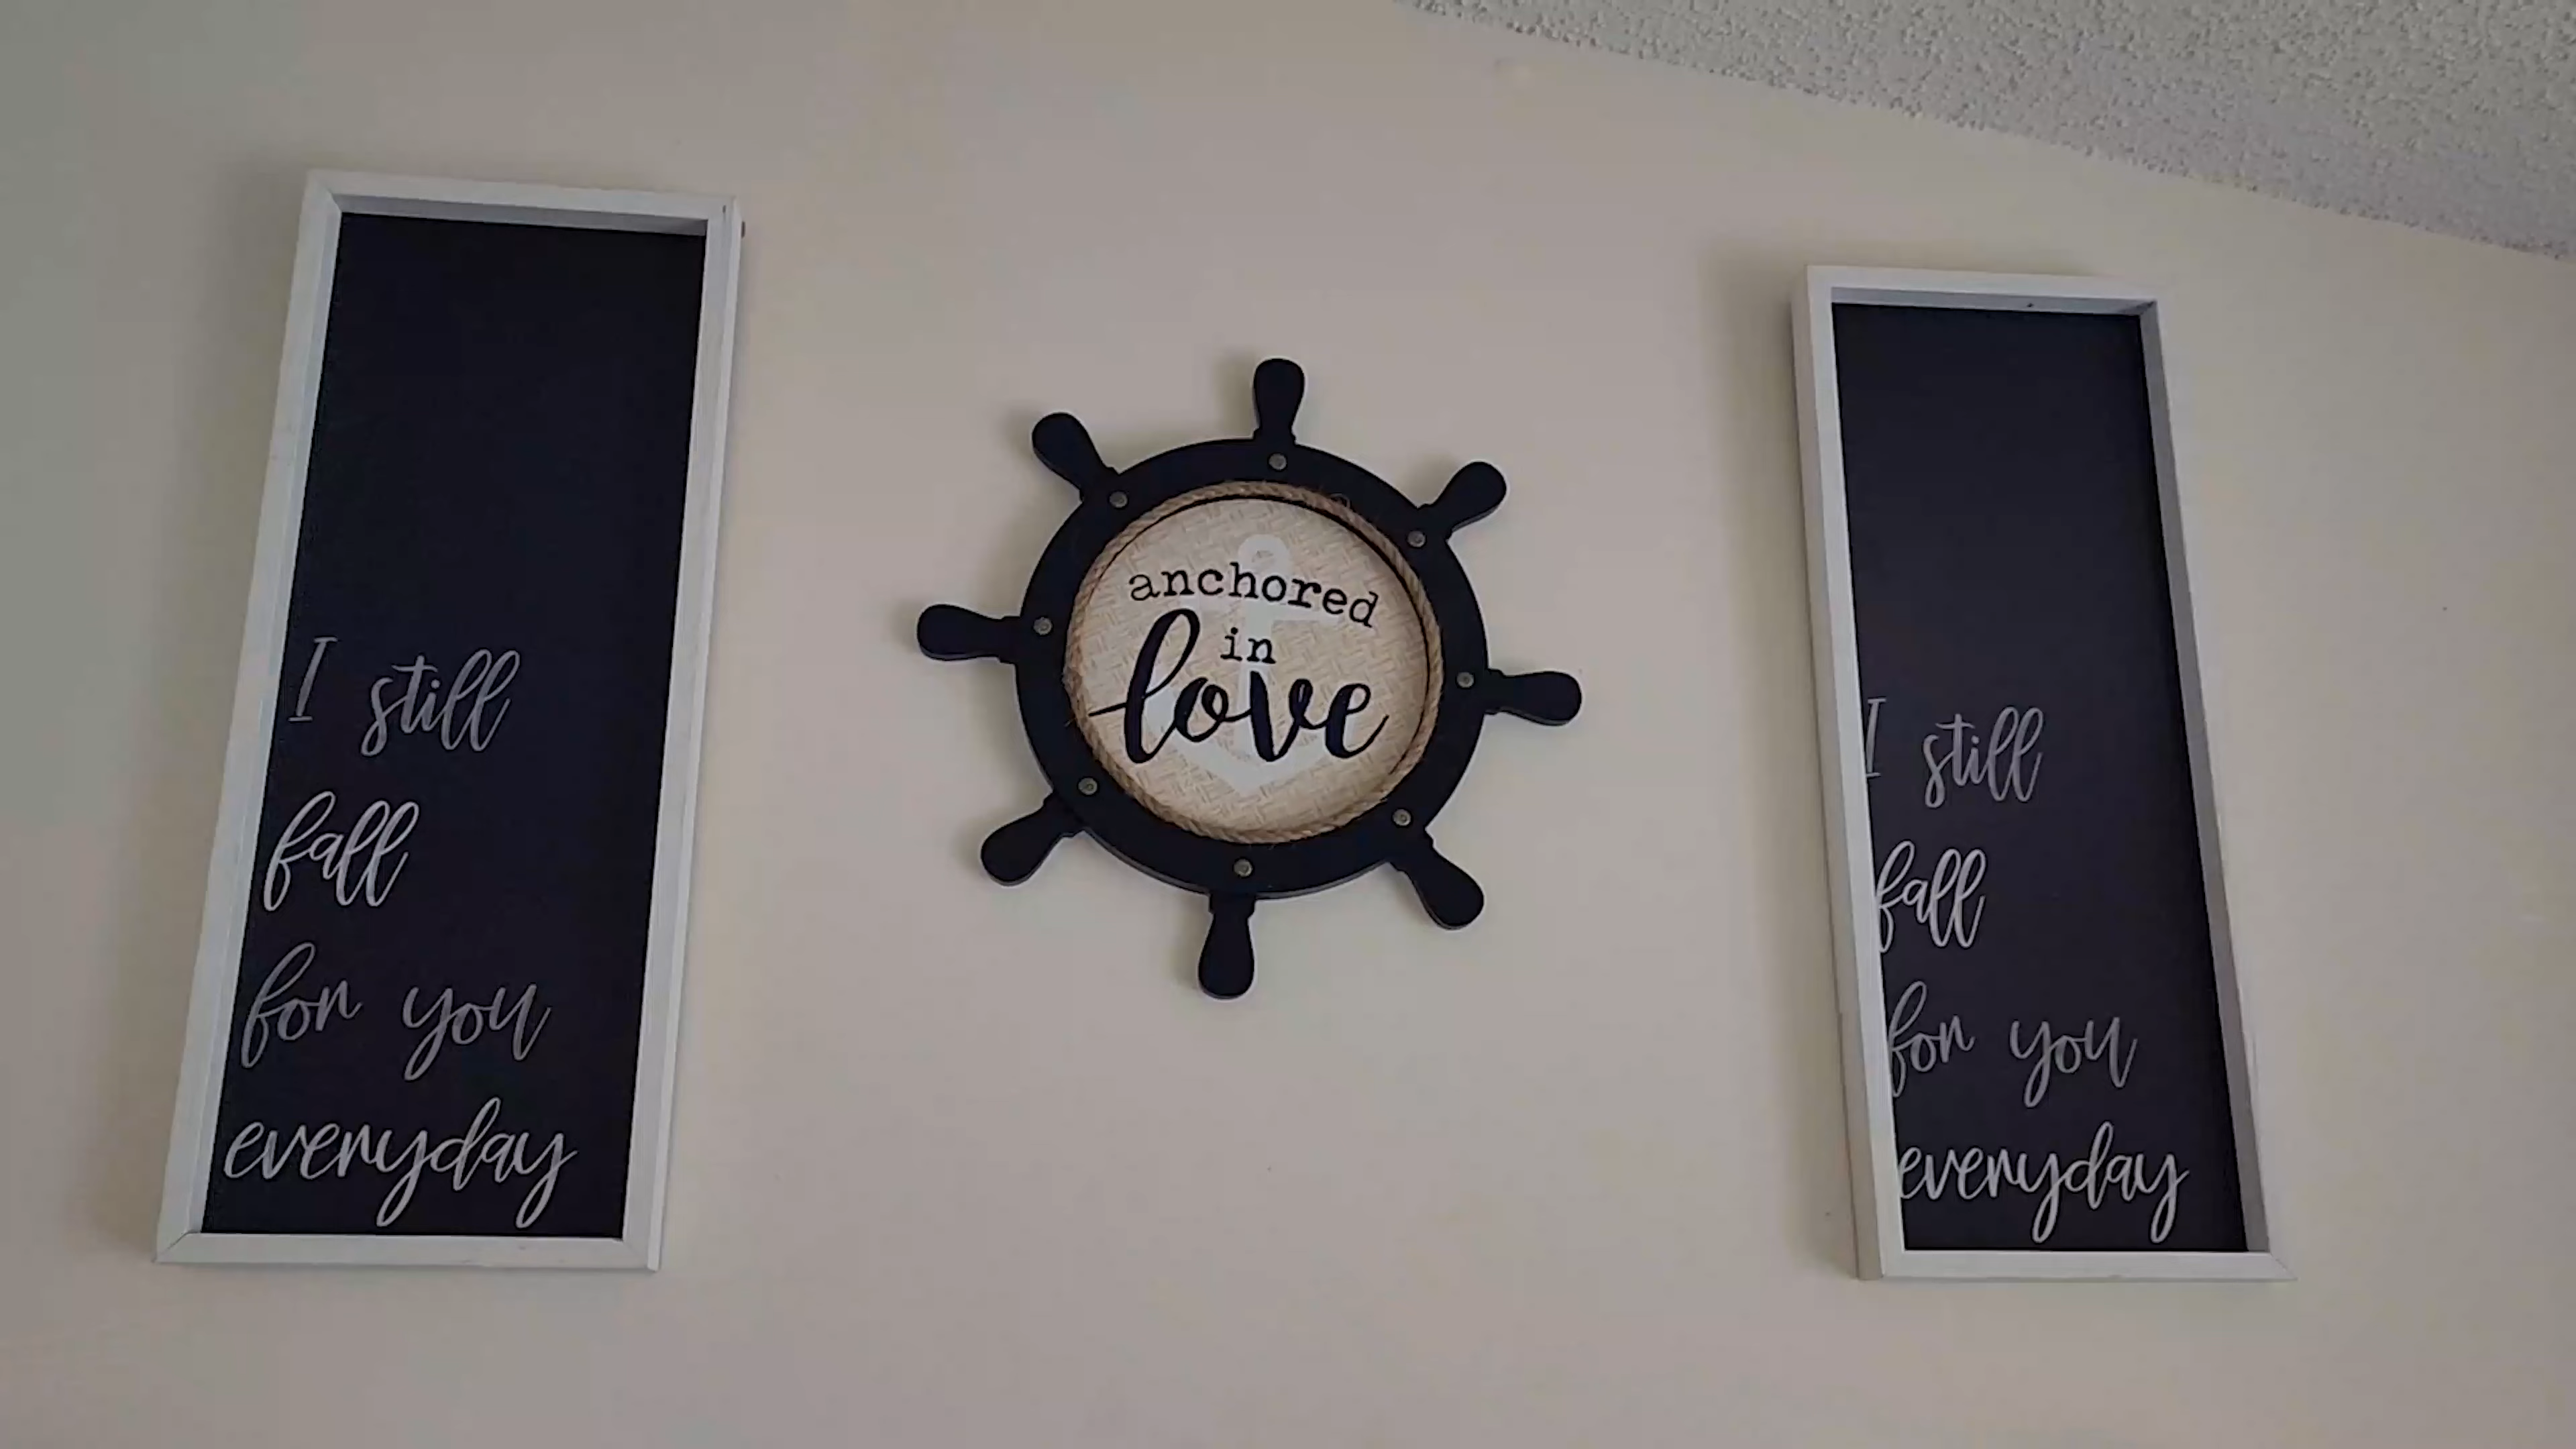 I still
fall
for you
everyday
anchored
in
love
I still
fall
for you
everyday